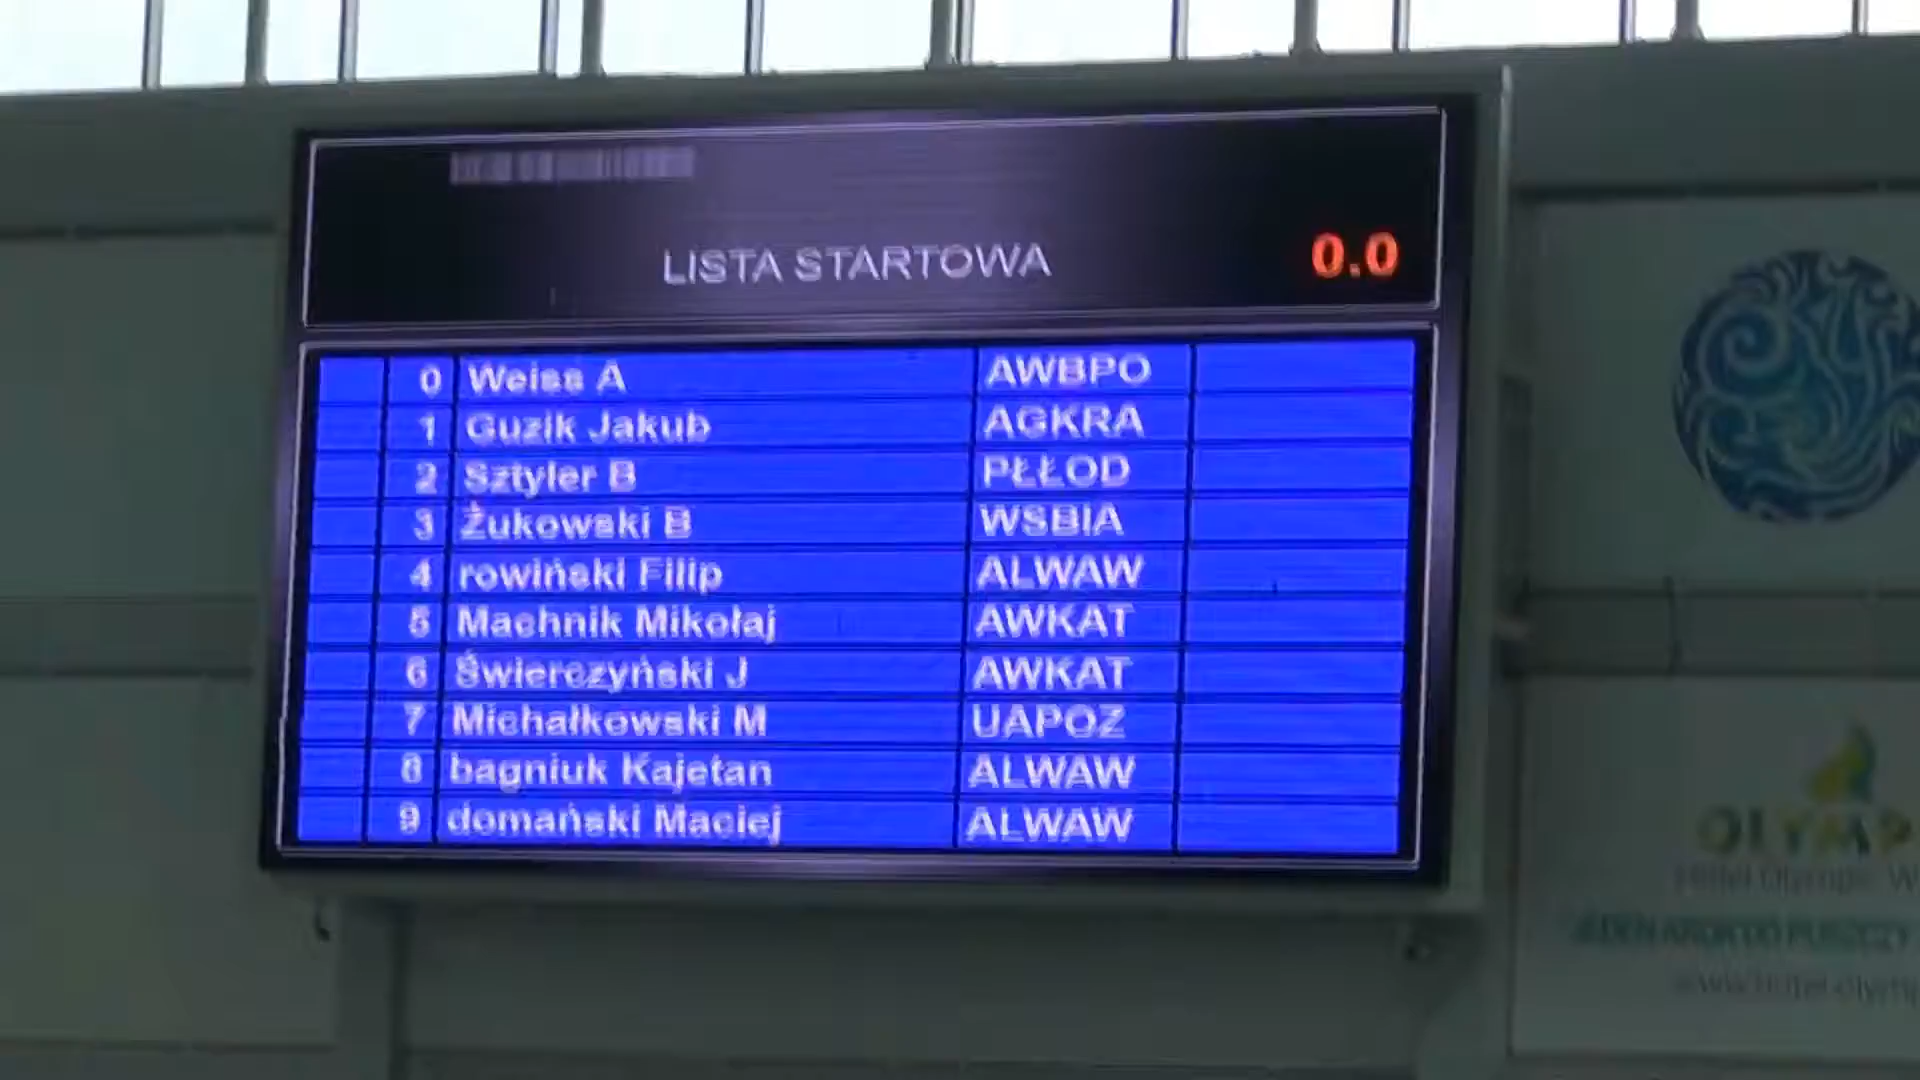 LISTA STARTOWA 0.0
0 Weiss A AWBPO
1 Guzik Jakub AGKRA
2 Sztyler B PŁŁOD
3 Żukowski B WSBIA
4 rowiński Filip ALWAW
5 Machnik Mikołaj AWKAT
6 Świerczyński J AWKAT
7 Michałkowski M UAPOZ
8 bagniuk Kajetan ALWAW
9 domański Maciej ALWAW
OLYMP